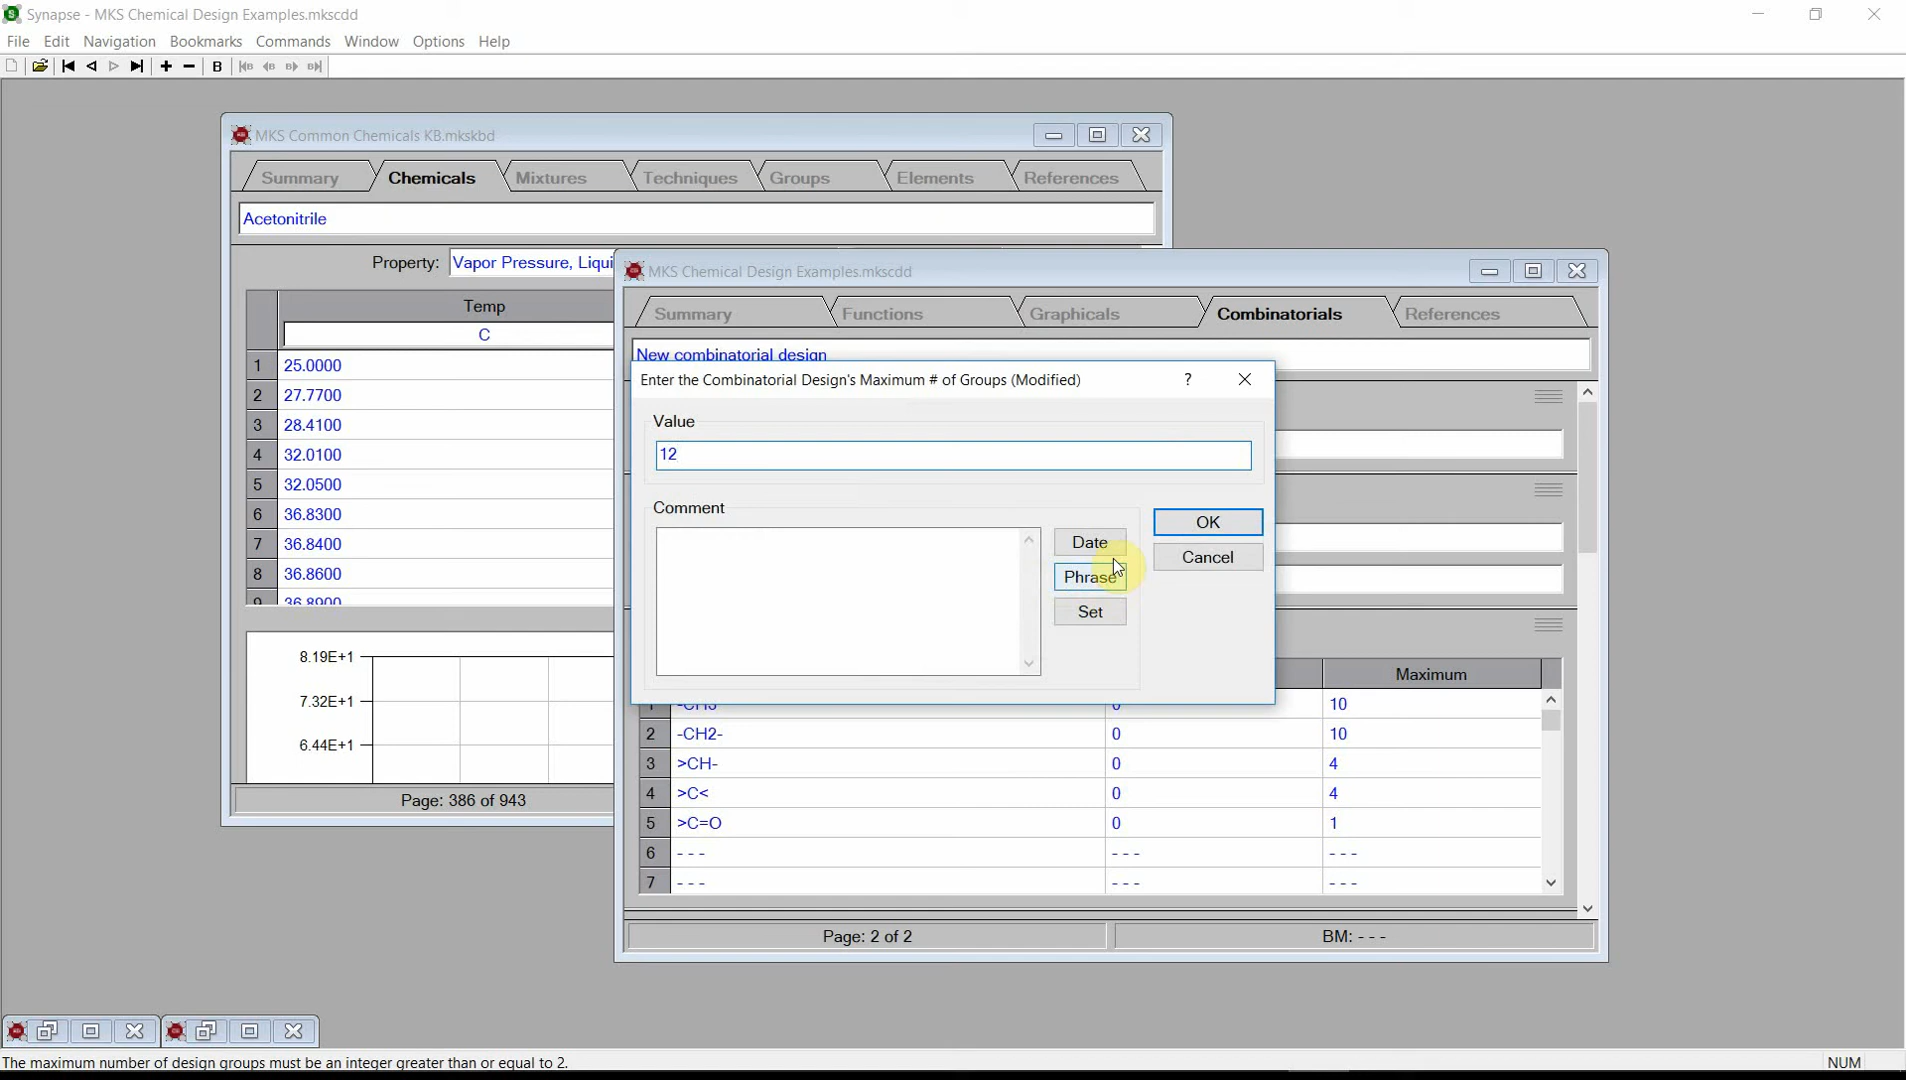 Synapse - MKS Chemical Design Examples.mkscdd
File Edit Navigation Bookmarks Commands Window Options Help
B
MKS Common Chemicals KB.mkskbd
Summary Chemicals Mixtures Techniques Groups Elements References
Acetonitrile
Property: Vapor Pressure, Liqui
Temp
C
1 25.0000
2 27.7700
3 28.4100
4 32.0100
5 32.0500
6 36.8300
7 36.8400
8 36.8600
9 36.8900
8.19E+1
7.32E+1
6.44E+1
Page: 386 of 943
MKS Chemical Design Examples.mkscdd
Summary Functions Graphicals Combinatorials References
New combinatorial design
Enter the Combinatorial Design's Maximum # of Groups (Modified) ?
Value
12
Comment
Date
Phrase
Set
OK
Cancel
Maximum
1 -CH3 0 10
2 -CH2- 0 10
3 >CH- 0 4
4 >C< 0 4
5 >C=O 0 1
6 - - - - - - - - -
7 - - - - - - - - -
Page: 2 of 2 BM: - - -
The maximum number of design groups must be an integer greater than or equal to 2. NUM